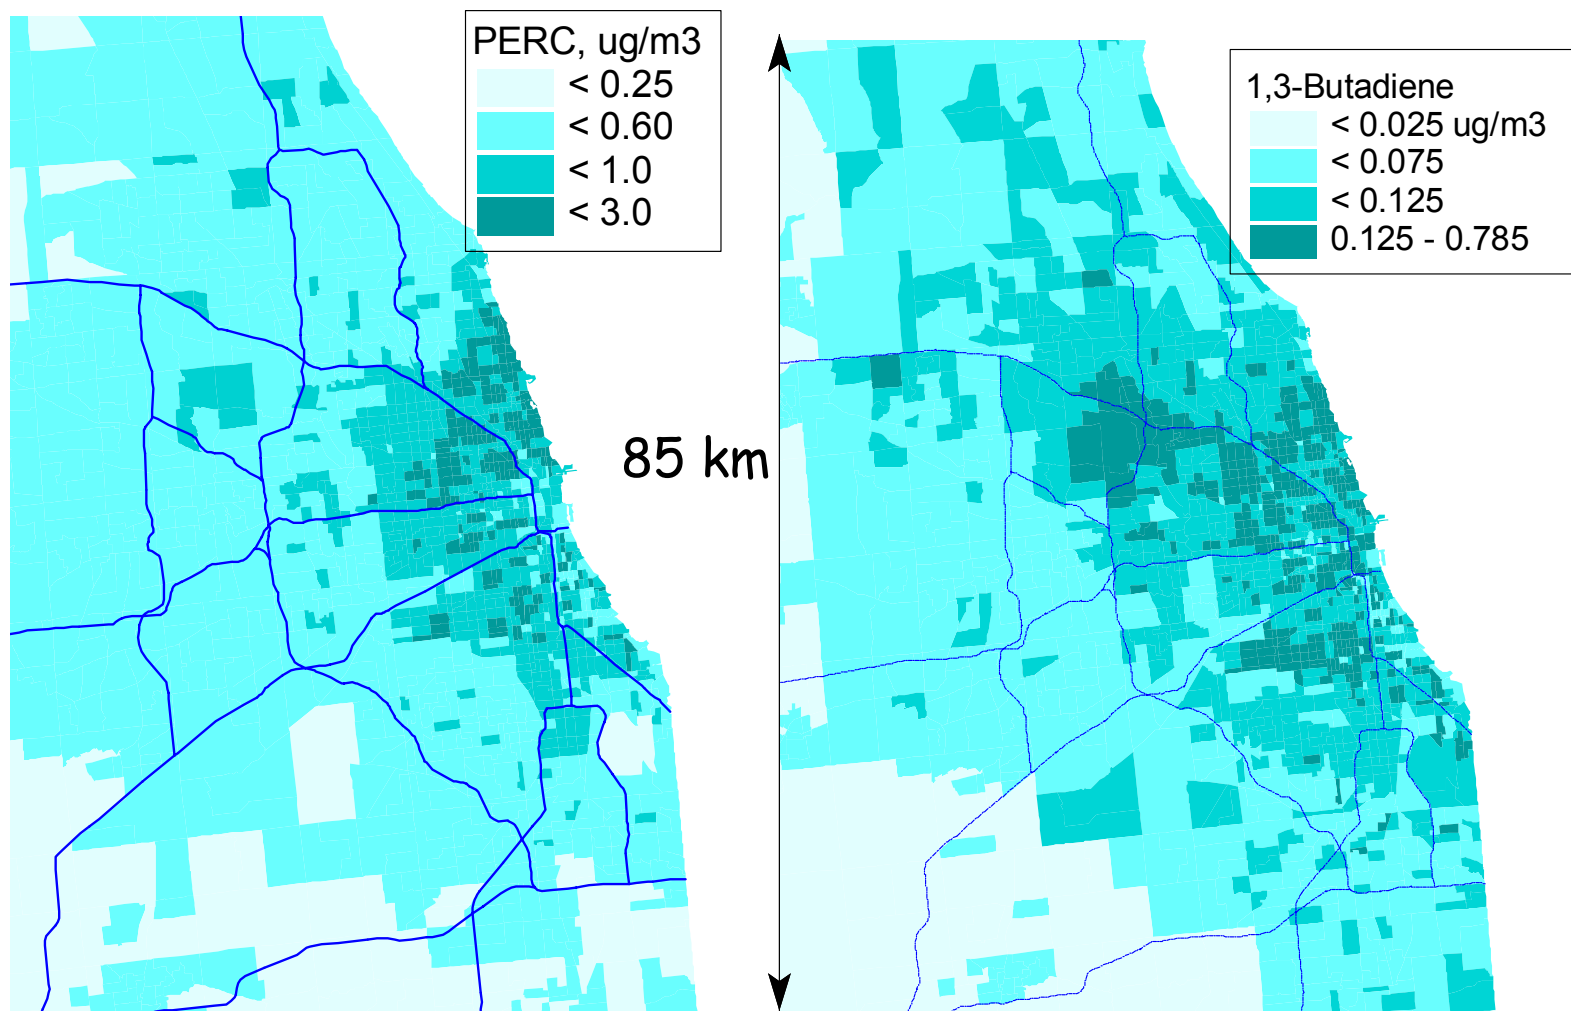 PERC, ug/m3
< 0.25
< 0.60
< 1.0
< 3.0
85 km
1,3-Butadiene
< 0.025 ug/m3
< 0.075
< 0.125
0.125 - 0.785